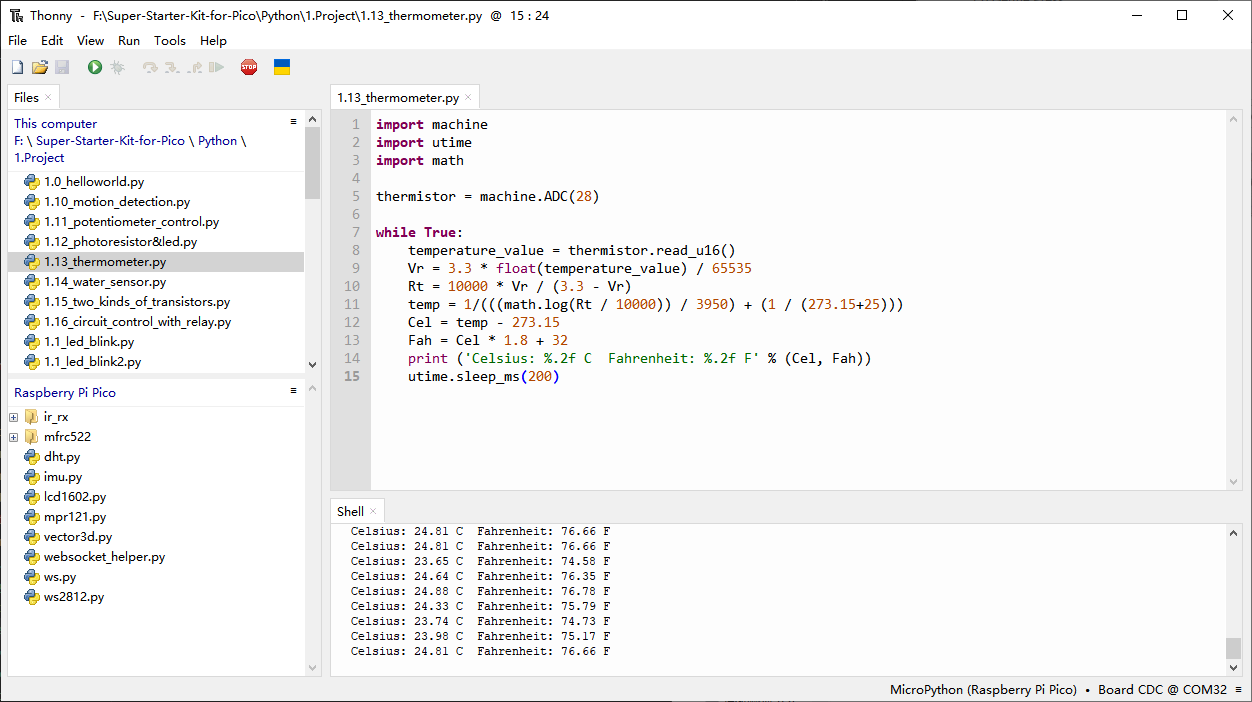 Thonny - F:\Super-Starter-Kit-for-Pico\Python\1.Project\1.13_thermometer.py @ 15 : 24
File Edit View Run Tools Help
STOP
Files ×
This computer
F: \ Super-Starter-Kit-for-Pico \ Python \
1.Project
1.0_helloworld.py
1.10_motion_detection.py
1.11_potentiometer_control.py
1.12_photoresistor&led.py
1.13_thermometer.py
1.14_water_sensor.py
1.15_two_kinds_of_transistors.py
1.16_circuit_control_with_relay.py
1.1_led_blink.py
1.1_led_blink2.py
Raspberry Pi Pico
ir_rx
mfrc522
dht.py
imu.py
lcd1602.py
mpr121.py
vector3d.py
websocket_helper.py
ws.py
ws2812.py
1.13_thermometer.py ×
1 import machine
2 import utime
3 import math
4
5 thermistor = machine.ADC(28)
6
7 while True:
8     temperature_value = thermistor.read_u16()
9     Vr = 3.3 * float(temperature_value) / 65535
10     Rt = 10000 * Vr / (3.3 - Vr)
11     temp = 1/(((math.log(Rt / 10000)) / 3950) + (1 / (273.15+25)))
12     Cel = temp - 273.15
13     Fah = Cel * 1.8 + 32
14     print ('Celsius: %.2f C  Fahrenheit: %.2f F' % (Cel, Fah))
15     utime.sleep_ms(200)
Shell ×
Celsius: 24.81 C  Fahrenheit: 76.66 F
Celsius: 24.81 C  Fahrenheit: 76.66 F
Celsius: 23.65 C  Fahrenheit: 74.58 F
Celsius: 24.64 C  Fahrenheit: 76.35 F
Celsius: 24.88 C  Fahrenheit: 76.78 F
Celsius: 24.33 C  Fahrenheit: 75.79 F
Celsius: 23.74 C  Fahrenheit: 74.73 F
Celsius: 23.98 C  Fahrenheit: 75.17 F
Celsius: 24.81 C  Fahrenheit: 76.66 F
MicroPython (Raspberry Pi Pico) • Board CDC @ COM32 ≡